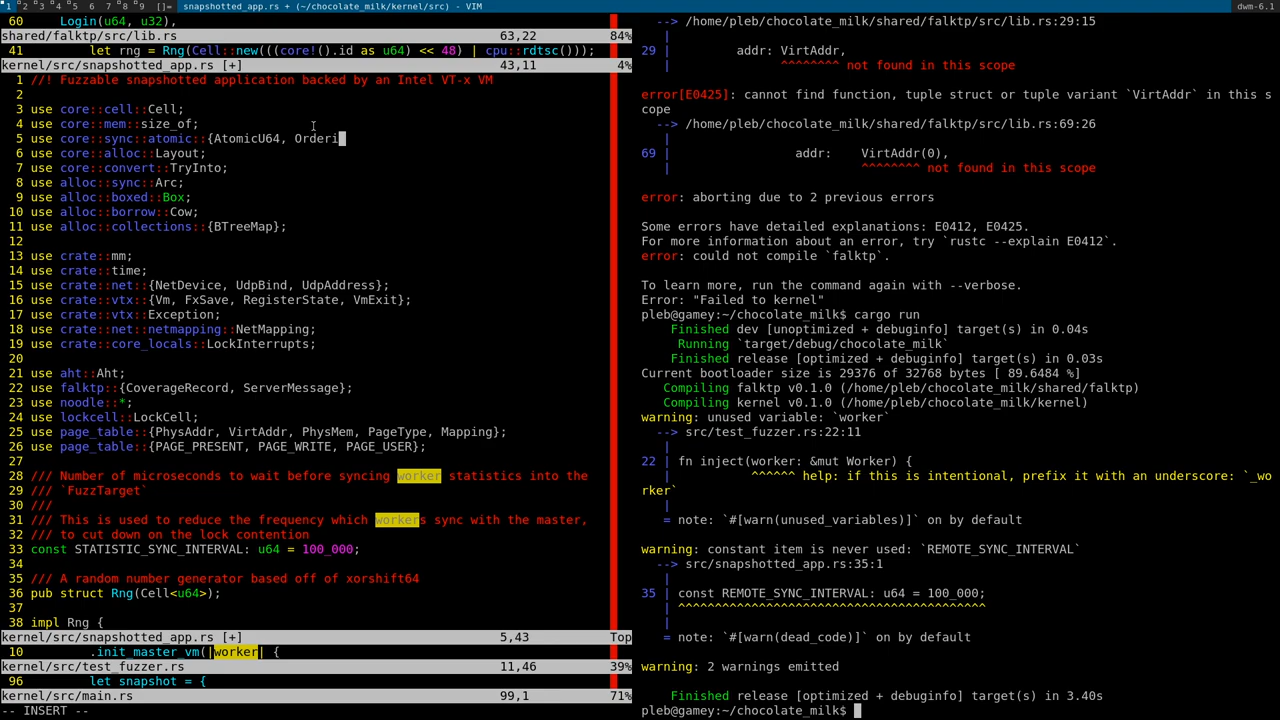 1 2 3 4 5 6 7 8 9 []= snapshotted_app.rs + (~/chocolate_milk/kernel/src) - VIM dwm-6.1
60     Login(u64, u32),
shared/falktp/src/lib.rs 63,22 84%
41         let rng = Rng(Cell::new(((core!().id as u64) << 48) | cpu::rdtsc()));
kernel/src/snapshotted_app.rs [+] 43,11 4%
1 //! Fuzzable snapshotted application backed by an Intel VT-x VM
2
3 use core::cell::Cell;
4 use core::mem::size_of;
5 use core::sync::atomic::{AtomicU64, Orderi
6 use core::alloc::Layout;
7 use core::convert::TryInto;
8 use alloc::sync::Arc;
9 use alloc::boxed::Box;
10 use alloc::borrow::Cow;
11 use alloc::collections::{BTreeMap};
12
13 use crate::mm;
14 use crate::time;
15 use crate::net::{NetDevice, UdpBind, UdpAddress};
16 use crate::vtx::{Vm, FxSave, RegisterState, VmExit};
17 use crate::vtx::Exception;
18 use crate::net::netmapping::NetMapping;
19 use crate::core_locals::LockInterrupts;
20
21 use aht::Aht;
22 use falktp::{CoverageRecord, ServerMessage};
23 use noodle::*;
24 use lockcell::LockCell;
25 use page_table::{PhysAddr, VirtAddr, PhysMem, PageType, Mapping};
26 use page_table::{PAGE_PRESENT, PAGE_WRITE, PAGE_USER};
27
28 /// Number of microseconds to wait before syncing worker statistics into the
29 /// `FuzzTarget`
30 ///
31 /// This is used to reduce the frequency which workers sync with the master,
32 /// to cut down on the lock contention
33 const STATISTIC_SYNC_INTERVAL: u64 = 100_000;
34
35 /// A random number generator based off of xorshift64
36 pub struct Rng(Cell<u64>);
37
38 impl Rng {
kernel/src/snapshotted_app.rs [+] 5,43 Top
10         .init_master_vm(|worker| {
kernel/src/test_fuzzer.rs 11,46 39%
96         let snapshot = {
kernel/src/main.rs 99,1 71%
-- INSERT --
--> /home/pleb/chocolate_milk/shared/falktp/src/lib.rs:29:15
|
29 |         addr: VirtAddr,
|               ^^^^^^^^ not found in this scope

error[E0425]: cannot find function, tuple struct or tuple variant `VirtAddr` in this s
cope
--> /home/pleb/chocolate_milk/shared/falktp/src/lib.rs:69:26
|
69 |                 addr:    VirtAddr(0),
|                          ^^^^^^^^ not found in this scope

error: aborting due to 2 previous errors

Some errors have detailed explanations: E0412, E0425.
For more information about an error, try `rustc --explain E0412`.
error: could not compile `falktp`.

To learn more, run the command again with --verbose.
Error: "Failed to kernel"
pleb@gamey:~/chocolate_milk$ cargo run
Finished dev [unoptimized + debuginfo] target(s) in 0.04s
Running `target/debug/chocolate_milk`
Finished release [optimized + debuginfo] target(s) in 0.03s
Current bootloader size is 29376 of 32768 bytes [ 89.6484 %]
Compiling falktp v0.1.0 (/home/pleb/chocolate_milk/shared/falktp)
Compiling kernel v0.1.0 (/home/pleb/chocolate_milk/kernel)
warning: unused variable: `worker`
--> src/test_fuzzer.rs:22:11
|
22 | fn inject(worker: &mut Worker) {
|           ^^^^^^ help: if this is intentional, prefix it with an underscore: `_wo
rker`
|
= note: `#[warn(unused_variables)]` on by default

warning: constant item is never used: `REMOTE_SYNC_INTERVAL`
--> src/snapshotted_app.rs:35:1
|
35 | const REMOTE_SYNC_INTERVAL: u64 = 100_000;
| ^^^^^^^^^^^^^^^^^^^^^^^^^^^^^^^^^^^^^^^^^^
|
= note: `#[warn(dead_code)]` on by default

warning: 2 warnings emitted

Finished release [optimized + debuginfo] target(s) in 3.40s
pleb@gamey:~/chocolate_milk$